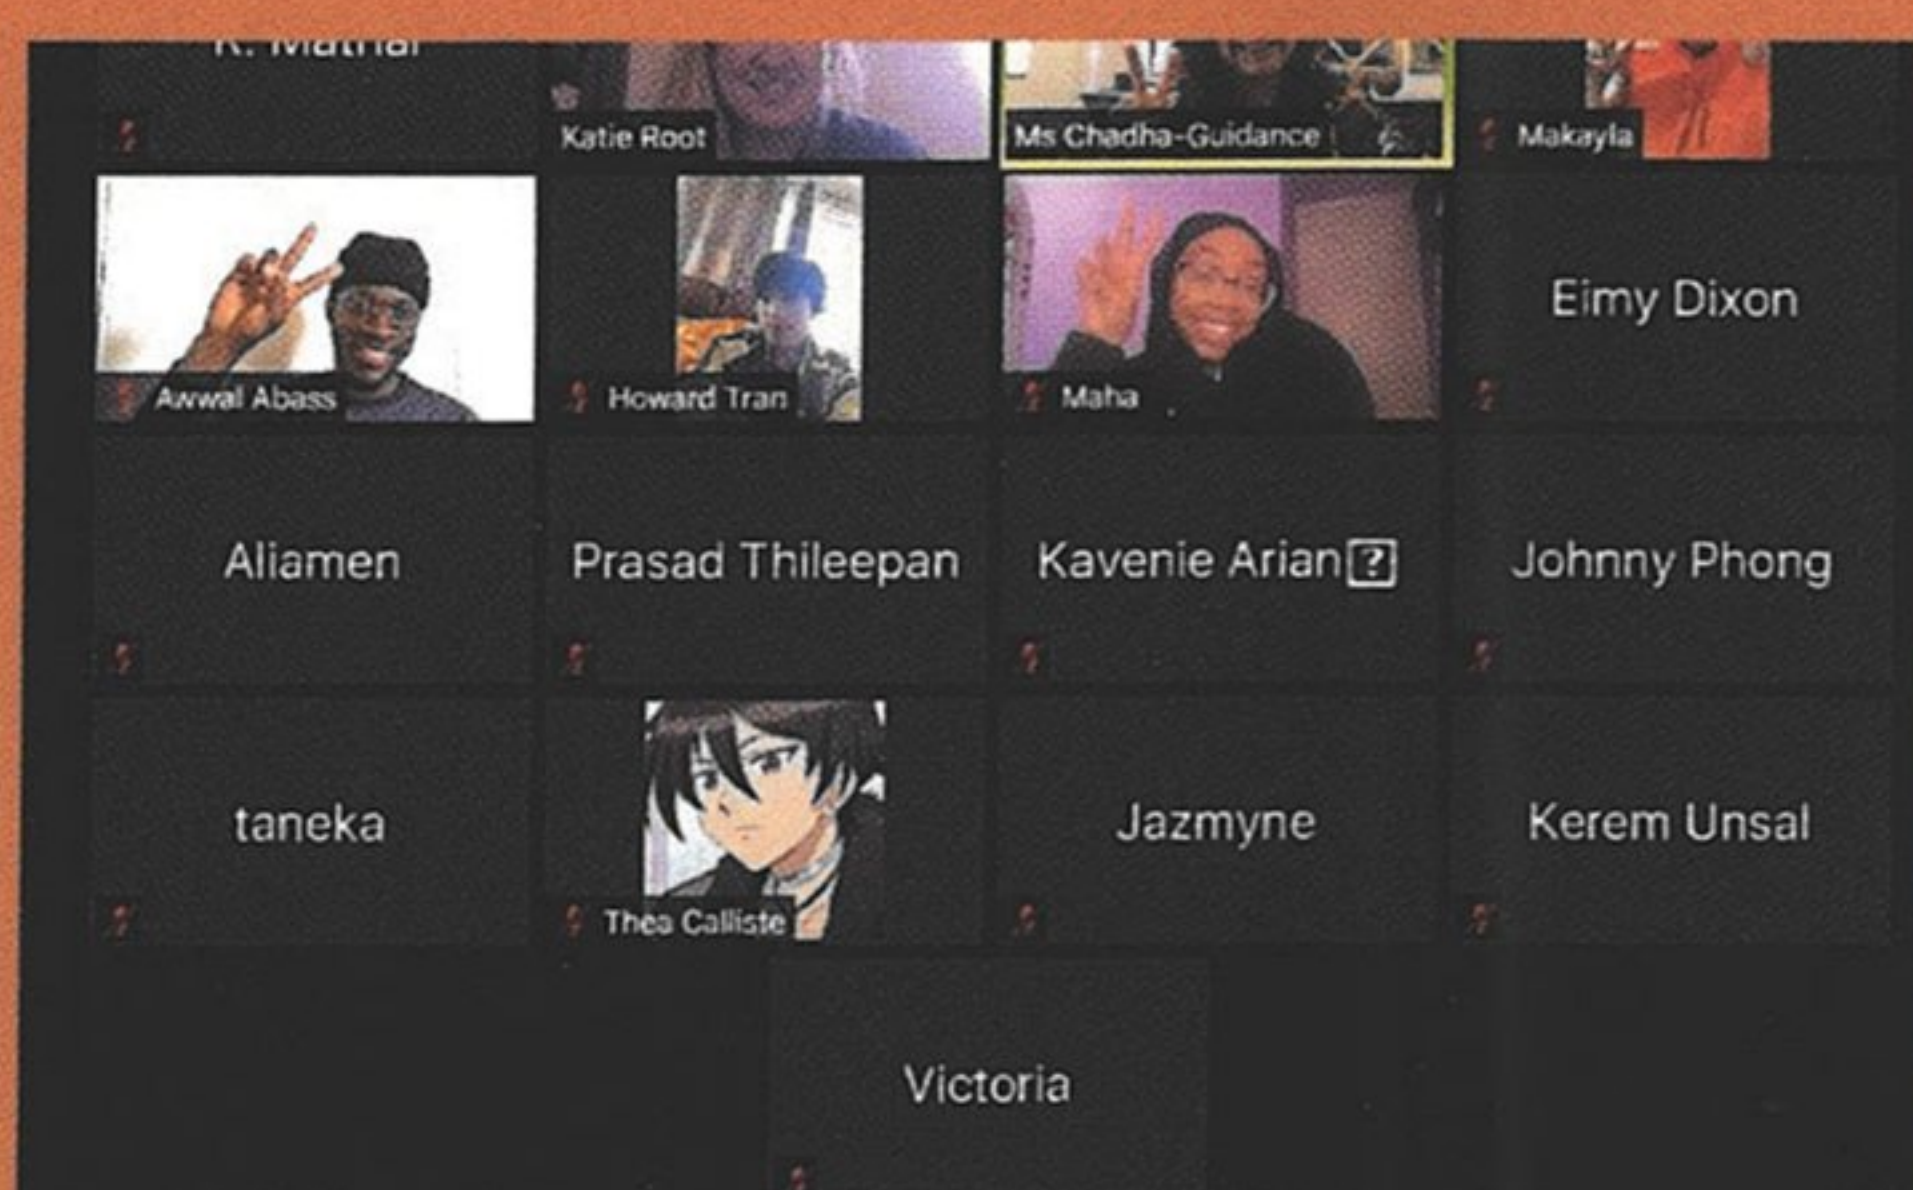 K. Mathai
Katie Root
Ms Chadha-Guidance
Makayla
Awwal Abass
Howard Tran
Maha
Eimy Dixon
Aliamen
Prasad Thileepan
Kavenie Arian
Johnny Phong
taneka
Thea Calliste
Jazmyne
Kerem Unsal
Victoria